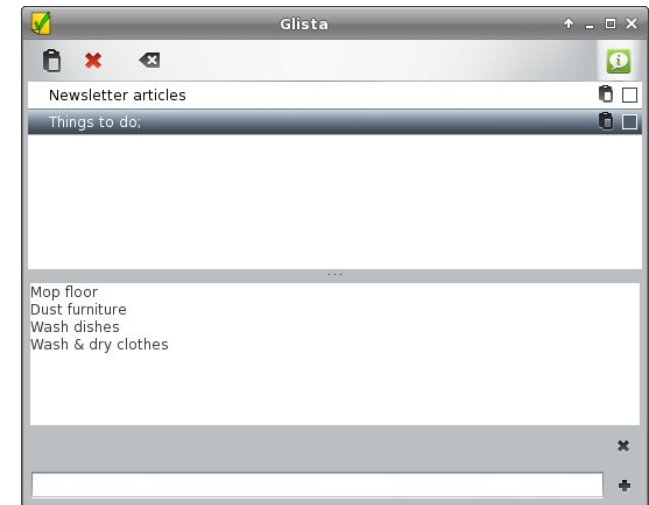 Glista
Newsletter articles
Things to do;
Mop floor
Dust furniture
Wash dishes
Wash & dry clothes